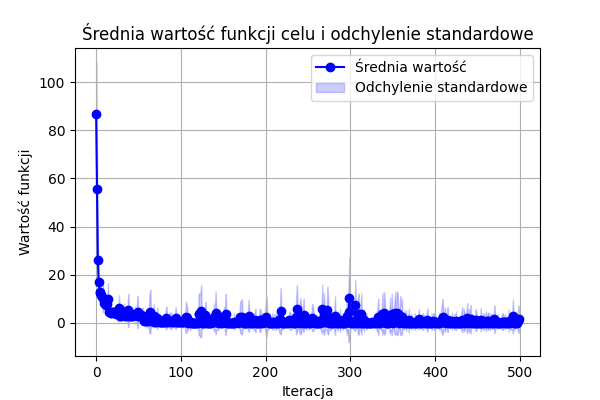 Średnia wartość funkcji celu i odchylenie standardowe
Średnia wartość
Odchylenie standardowe
Wartość funkcji
100
80
60
40
20
0
0 100 200 300 400 500
Iteracja